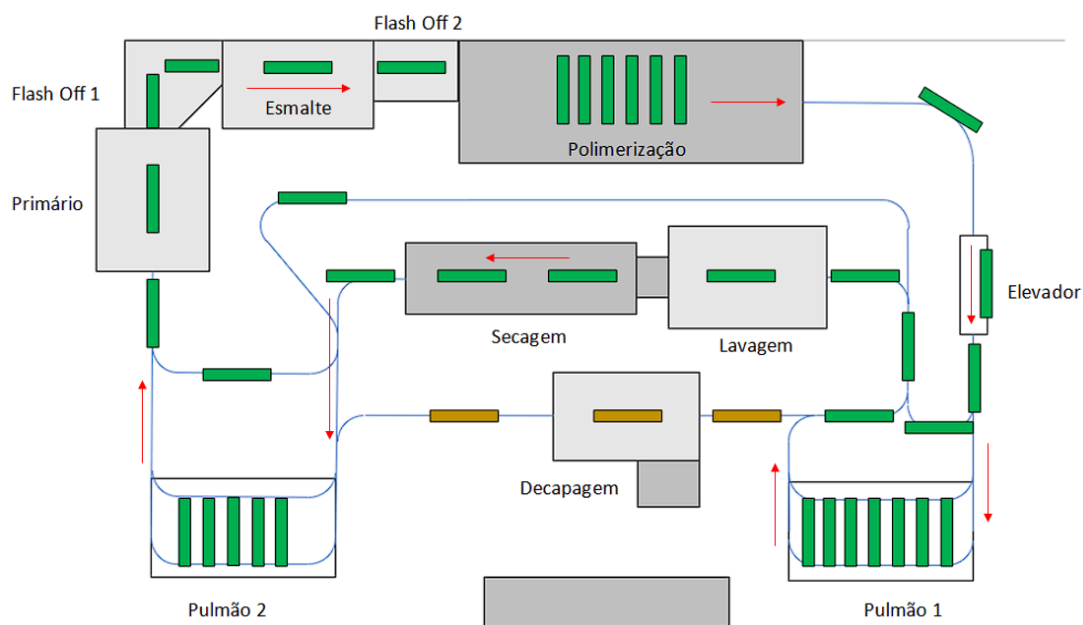 Flash Off 2
Flash Off 1
Esmalte
Polimerização
Primário
Elevador
Secagem
Lavagem
Decapagem
Pulmão 2
Pulmão 1